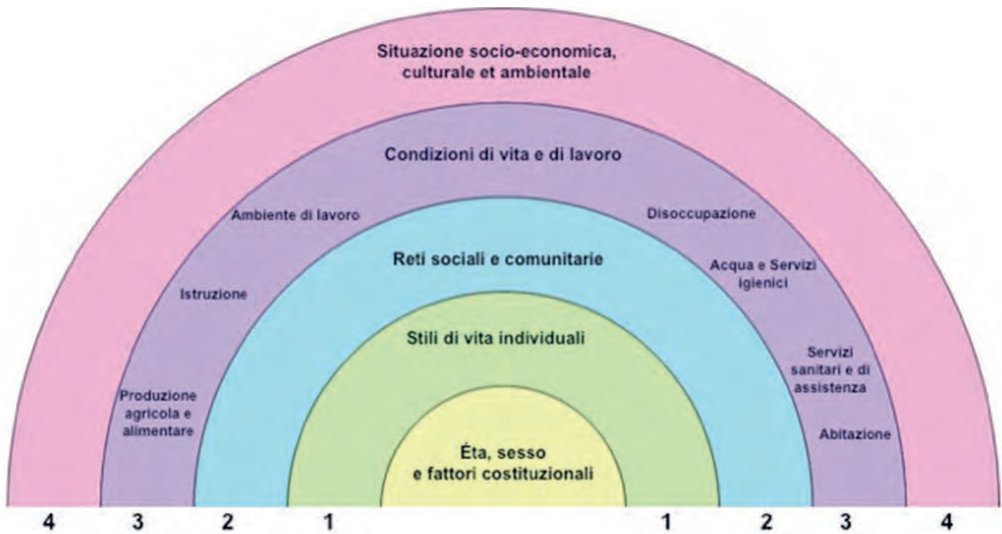 Situazione socio-economica,
culturale et ambientale
Condizioni di vita e di lavoro
Ambiente di lavoro
Disoccupazione
Reti sociali e comunitarie
Acqua e Servizi
igienici
Istruzione
Stili di vita individuali
Servizi
sanitari e di
assistenza
Produzione
agricola e
alimentare
Abitazione
Éta, sesso
e fattori costituzionali
4 3 2 1 1 2 3 4